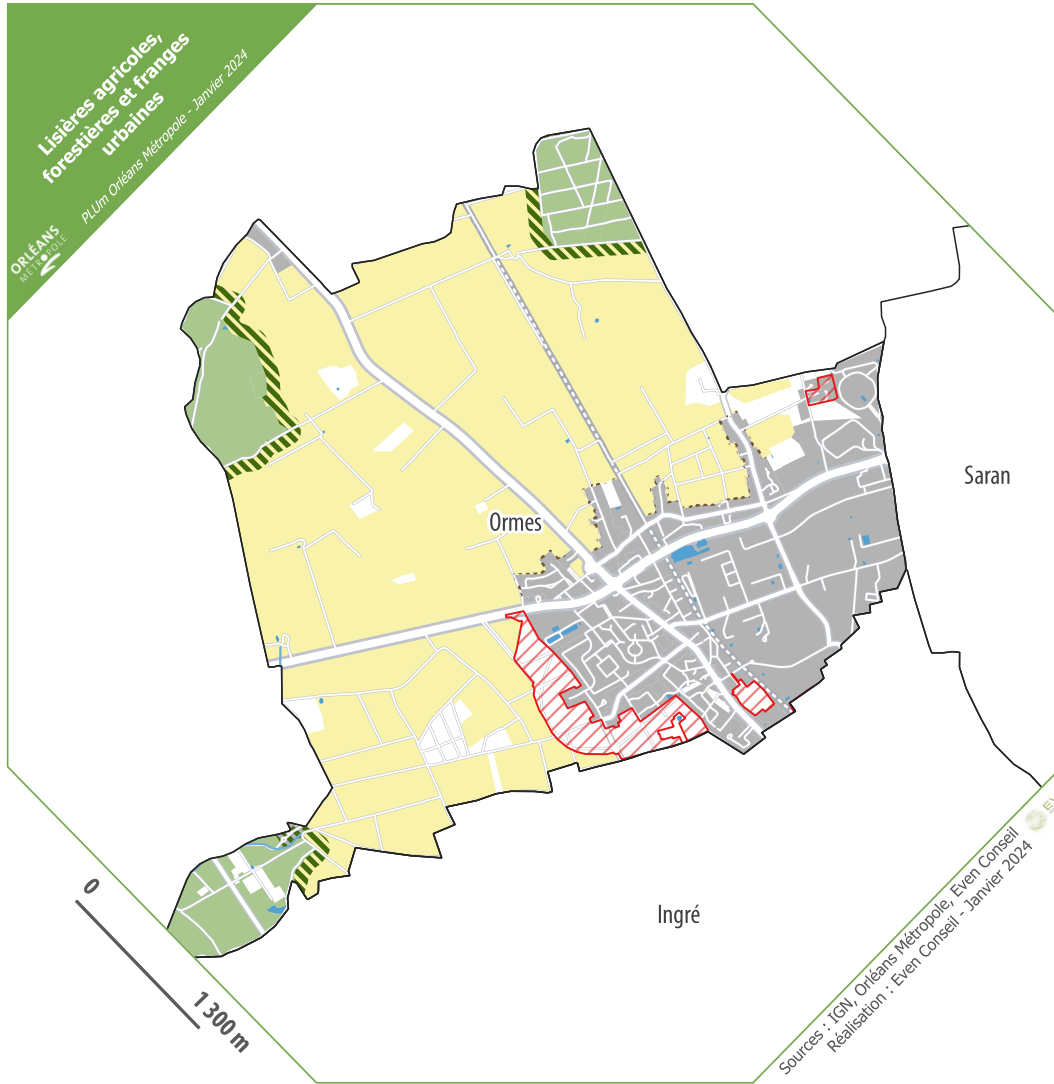 Lisières agricoles,
forestières et franges
urbaines
PLUm Orléans Métropole - Janvier 2024
ORLÉANS
MÉTROPOLE
Ormes
Saran
Ingré
0
1 300 m
Sources : IGN, Orléans Métropole, Even Conseil
Réalisation : Even Conseil - Janvier 2024